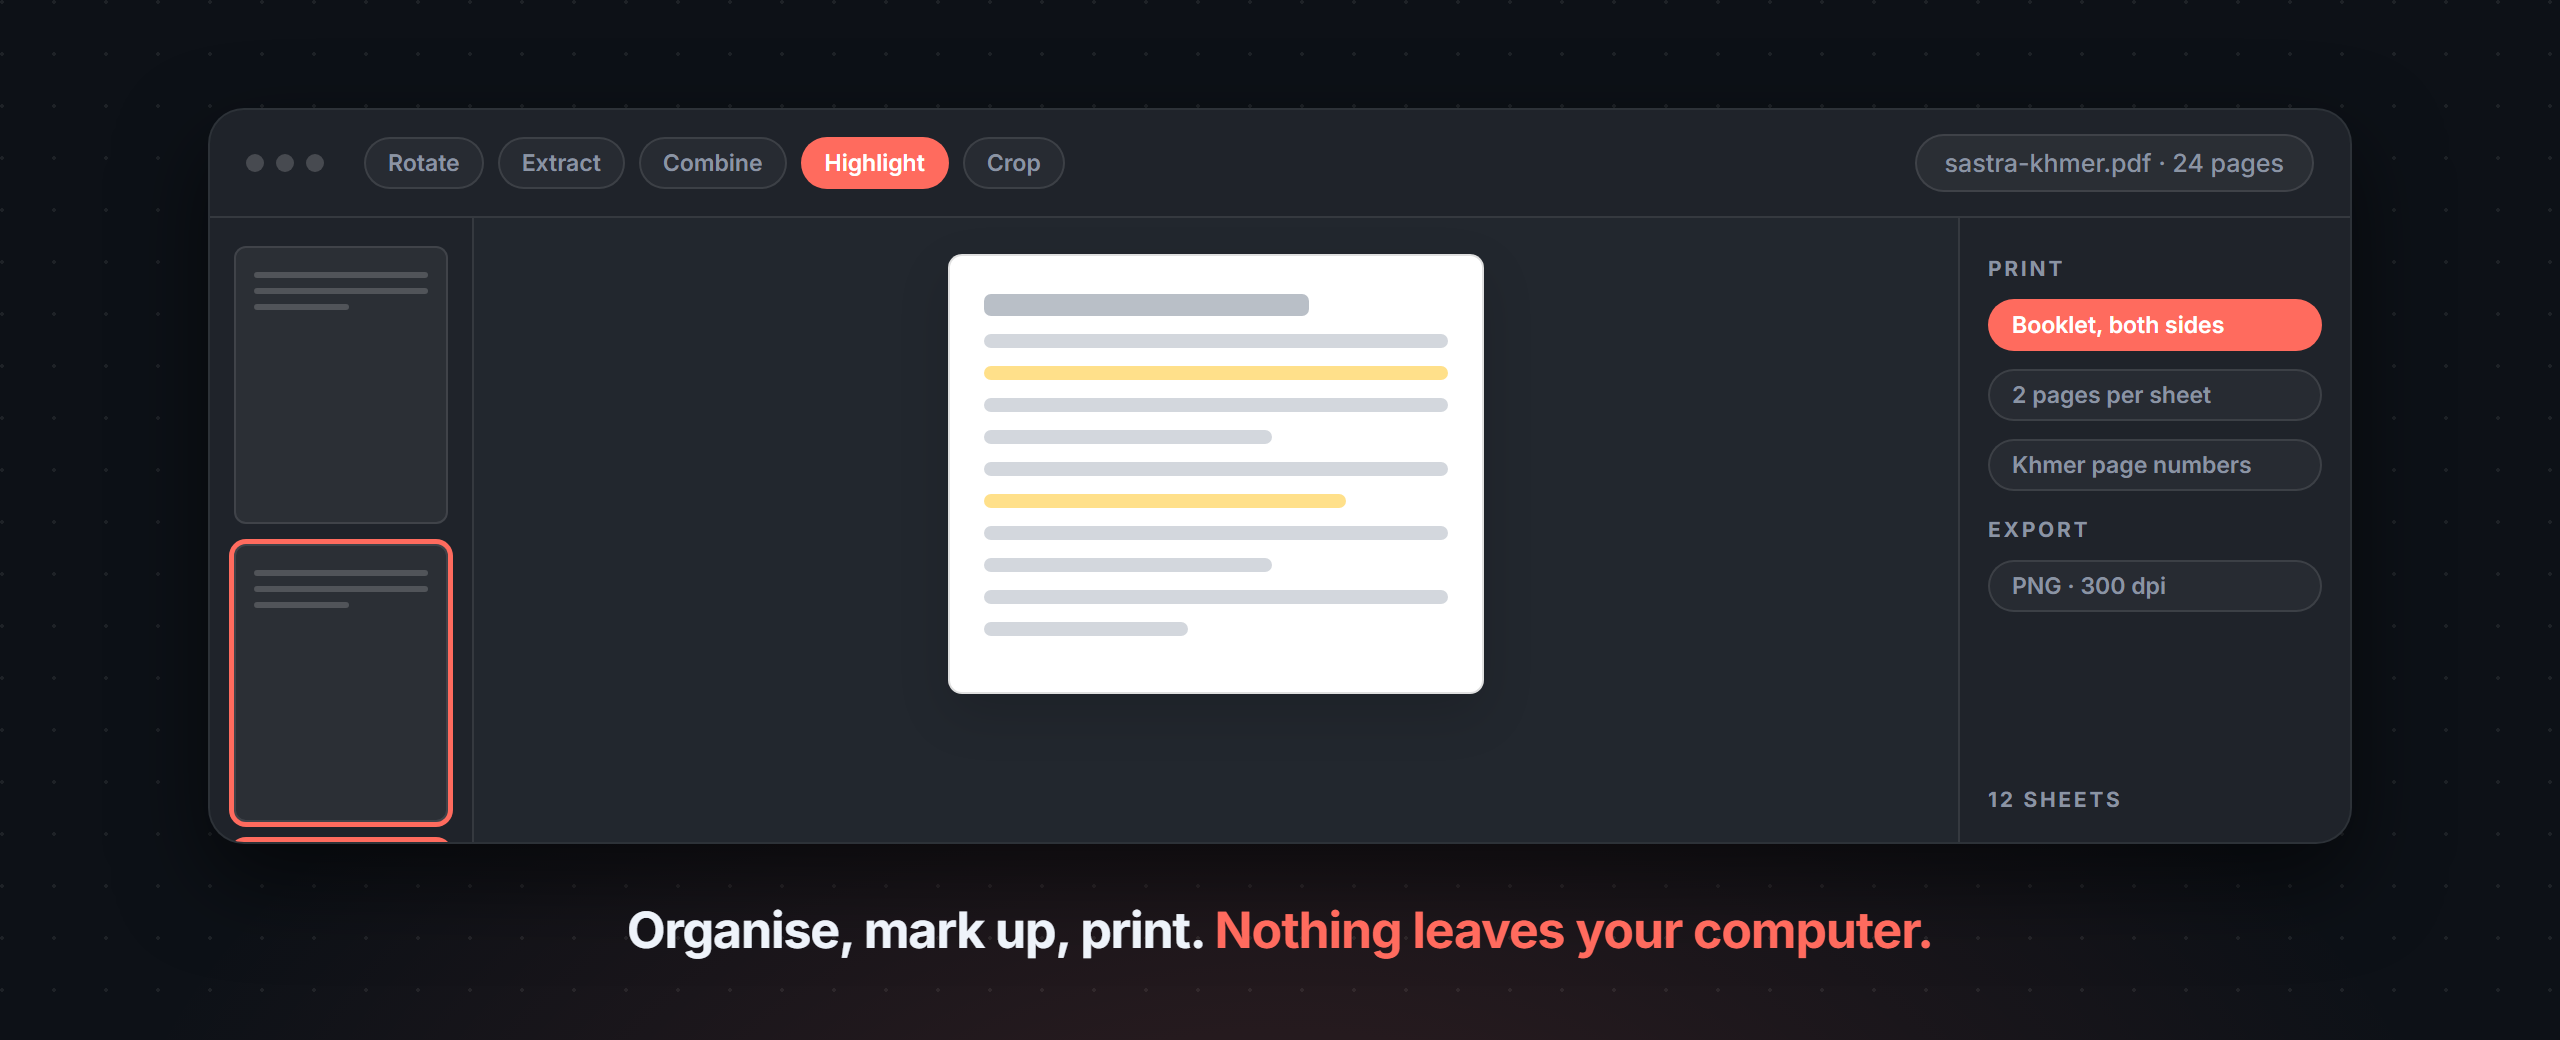 Rotate Extract Combine Highlight Crop sastra-khmer.pdf · 24 pages
PRINT
Booklet, both sides
2 pages per sheet
Khmer page numbers
EXPORT
PNG · 300 dpi
12 SHEETS
Organise, mark up, print. Nothing leaves your computer.